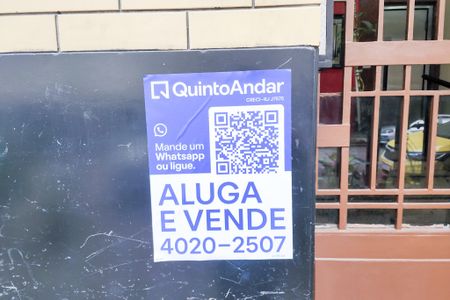 QuintoAndar
Mande um
Whatsapp
ou ligue.
ALUGA
E VENDE
4020-2507